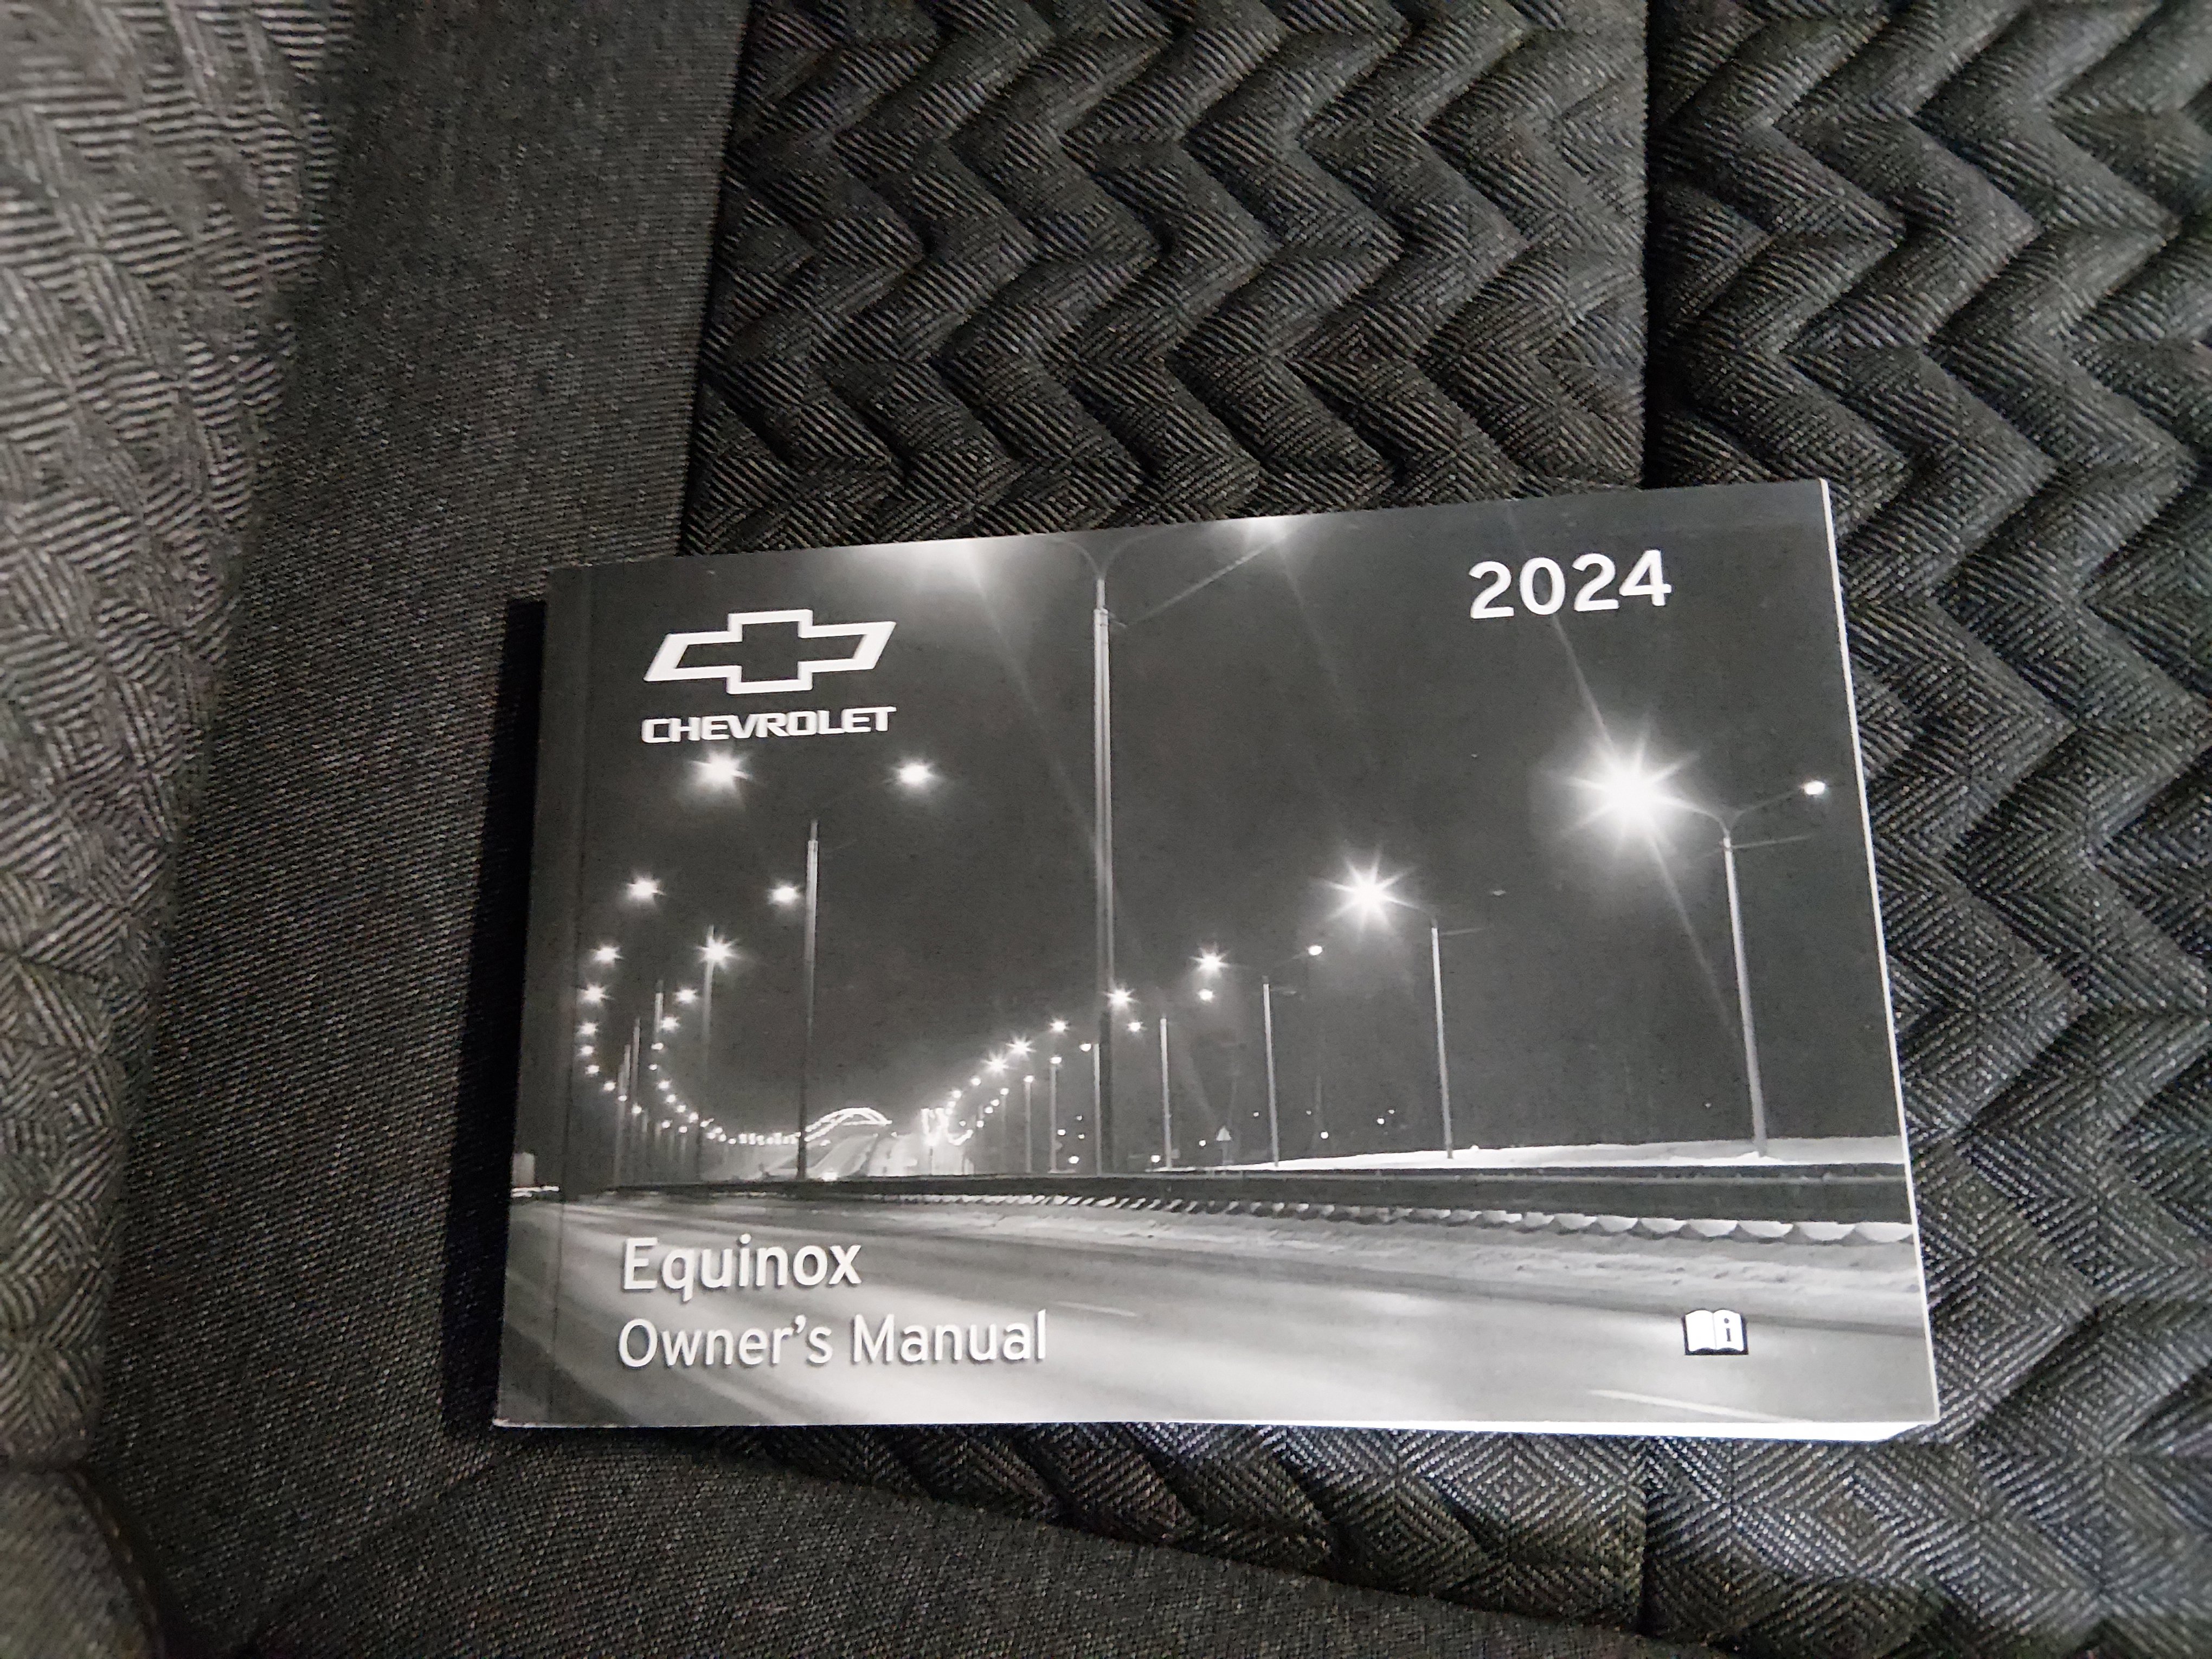 2024
CHEVROLET
Equinox
Owner's Manual
i